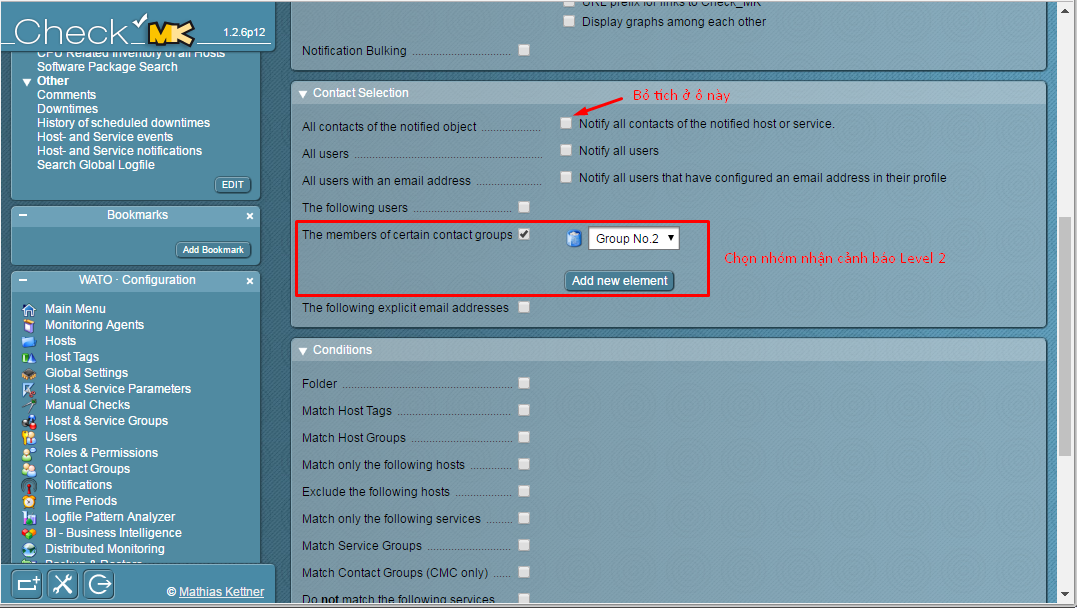 Check MK 1.2.6p12
CPU Related Inventory of all Hosts
Software Package Search
Other
Comments
Downtimes
History of scheduled downtimes
Host- and Service events
Host- and Service notifications
Search Global Logfile
EDIT
Bookmarks
Add Bookmark
WATO · Configuration
Main Menu
Monitoring Agents
Hosts
Host Tags
Global Settings
Host & Service Parameters
Manual Checks
Host & Service Groups
Users
Roles & Permissions
Contact Groups
Notifications
Time Periods
Logfile Pattern Analyzer
BI - Business Intelligence
Distributed Monitoring
Backup & Restore
© Mathias Kettner
URL prefix for links to Check_MK
Display graphs among each other
Notification Bulking
Contact Selection
Bỏ tích ở ô này
All contacts of the notified object
Notify all contacts of the notified host or service.
All users
Notify all users
All users with an email address
Notify all users that have configured an email address in their profile
The following users
The members of certain contact groups
Group No.2
Chọn nhóm nhận cảnh báo Level 2
Add new element
The following explicit email addresses
Conditions
Folder
Match Host Tags
Match Host Groups
Match only the following hosts
Exclude the following hosts
Match only the following services
Match Service Groups
Match Contact Groups (CMC only)
Do not match the following services